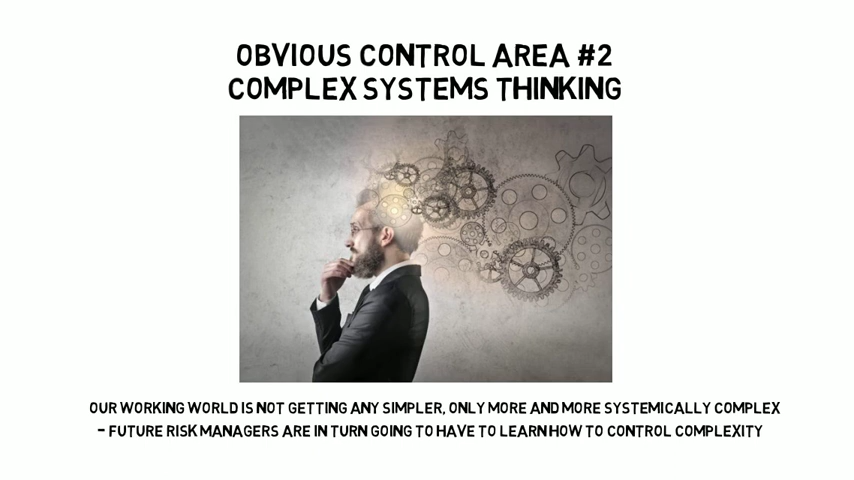 OBVIOUS CONTROL AREA #2
COMPLEX SYSTEMS THINKING
OUR WORKING WORLD IS NOT GETTING ANY SIMPLER, ONLY MORE AND MORE SYSTEMICALLY COMPLEX
- FUTURE RISK MANAGERS ARE IN TURN GOING TO HAVE TO LEARN HOW TO CONTROL COMPLEXITY